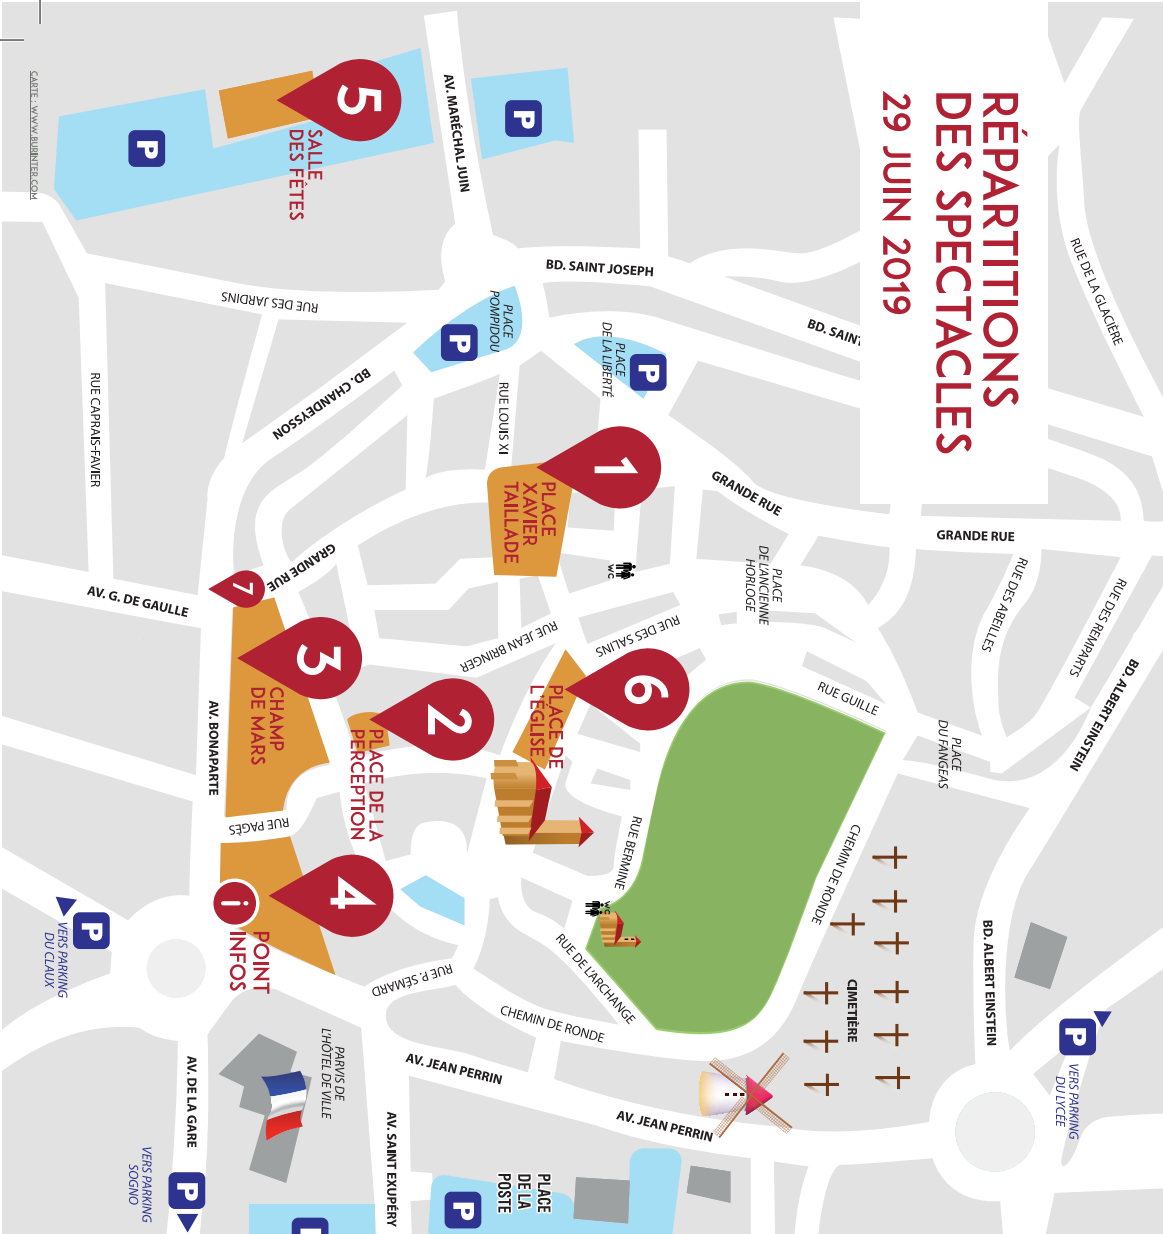 RÉPARTITIONS
DES SPECTACLES
29 JUIN 2019
RUE DE LA GLACIÈRE
BD. SAINT
BD. SAINT JOSEPH
AV. MARÉCHAL JUIN
P
P
5
SALLE
DES FÊTES
CARTE : WWW.BURINTER.COM
PLACE
POMPIDOU
P
PLACE
DE LA LIBERTÉ
P
RUE DES JARDINS
BD. CHANDEYSSON
RUE LOUIS XI
RUE CAPRAIS-FAVIER
1
PLACE
XAVIER
TAILLADE
GRANDE RUE
GRANDE RUE
GRANDE RUE
WC
PLACE
DE L'ANCIENNE
HORLOGE
RUE DES ABEILLES
RUE DES REMPARTS
BD. ALBERT EINSTEIN
AV. G. DE GAULLE
7
3
CHAMP
DE MARS
RUE JEAN BRINGER
RUE DES SALINS
6
PLACE DE
L'ÉGLISE
2
PLACE DE LA
PERCEPTION
RUE GUILLE
PLACE
DU FANGEAS
AV. BONAPARTE
RUE PAGÈS
RUE BERMINE
CHEMIN DE RONDE
4
i
POINT
INFOS
WC
RUE DE L'ARCHANGE
RUE P. SÉMARD
CHEMIN DE RONDE
CIMETIÈRE
BD. ALBERT EINSTEIN
P
VERS PARKING
DU CLAUX
P
VERS PARKING
DU LYCÉE
PARVIS DE
L'HÔTEL DE VILLE
AV. JEAN PERRIN
AV. JEAN PERRIN
AV. DE LA GARE
AV. SAINT EXUPÉRY
VERS PARKING
SOGNO
P
PLACE
DE LA
POSTE
P